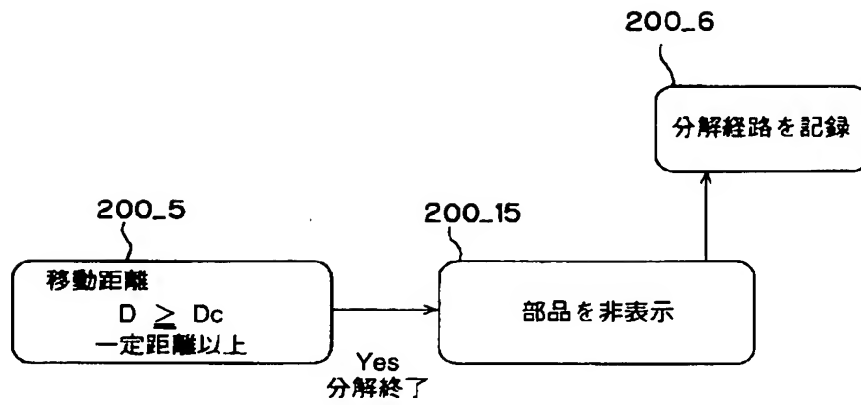 200_6
分解経路を記録
200_5
200_15
移動距離
D ≧ Dc
一定距離以上
部品を非表示
Yes
分解終了